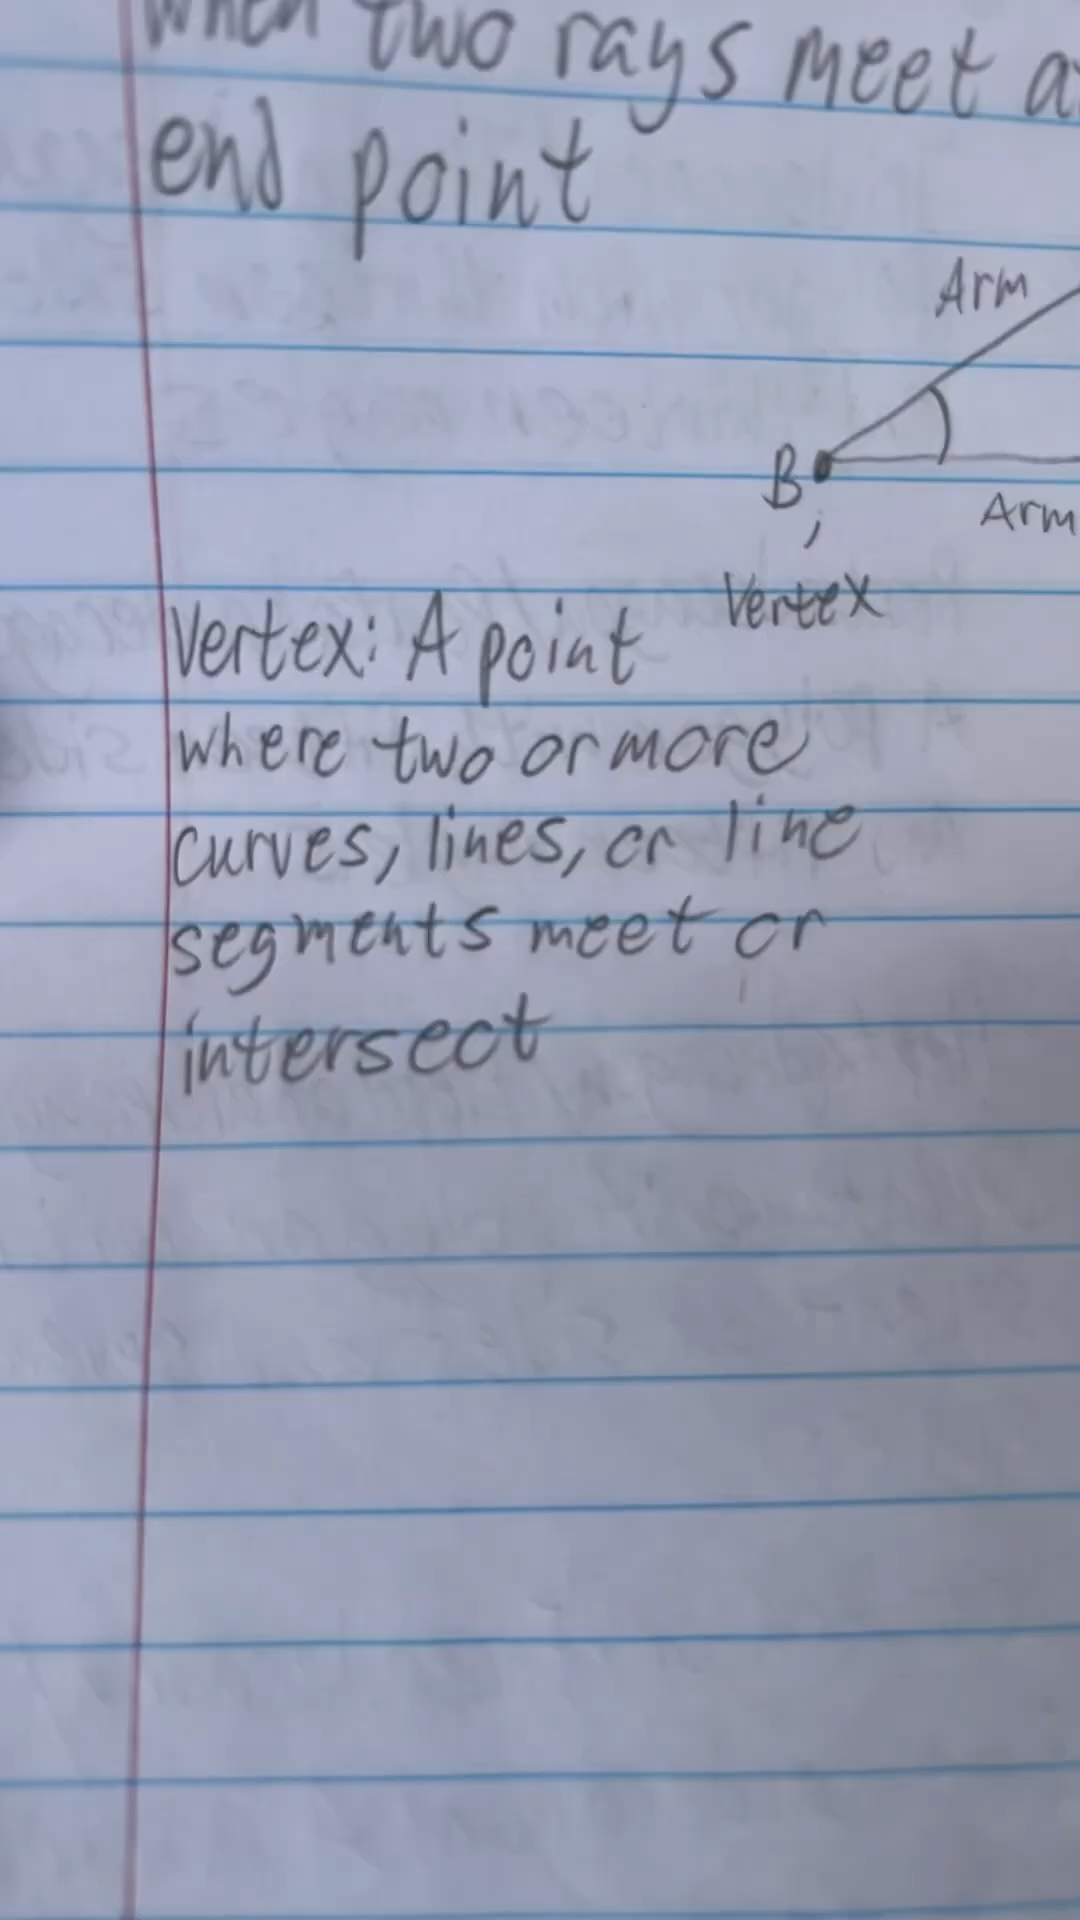 when two rays meet a
end point
Arm
B
Arm
Vertex
Vertex: A point
where two or more
curves, lines, or line
segments meet or
intersect